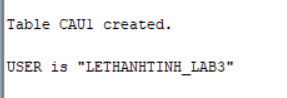 Table CAU1 created.
USER is "LETHANHTINH_LAB3"